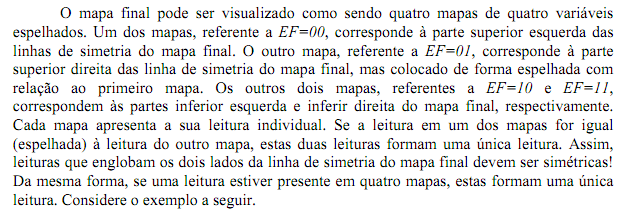 O mapa final pode ser visualizado como sendo quatro mapas de quatro variáveis
espelhados. Um dos mapas, referente a EF=00, corresponde à parte superior esquerda das
linhas de simetria do mapa final. O outro mapa, referente a EF=01, corresponde à parte
superior direita das linha de simetria do mapa final, mas colocado de forma espelhada com
relação ao primeiro mapa. Os outros dois mapas, referentes a EF=10 e EF=11,
correspondem às partes inferior esquerda e inferir direita do mapa final, respectivamente.
Cada mapa apresenta a sua leitura individual. Se a leitura em um dos mapas for igual
(espelhada) à leitura do outro mapa, estas duas leituras formam uma única leitura. Assim,
leituras que englobam os dois lados da linha de simetria do mapa final devem ser simétricas!
Da mesma forma, se uma leitura estiver presente em quatro mapas, estas formam uma única
leitura. Considere o exemplo a seguir.